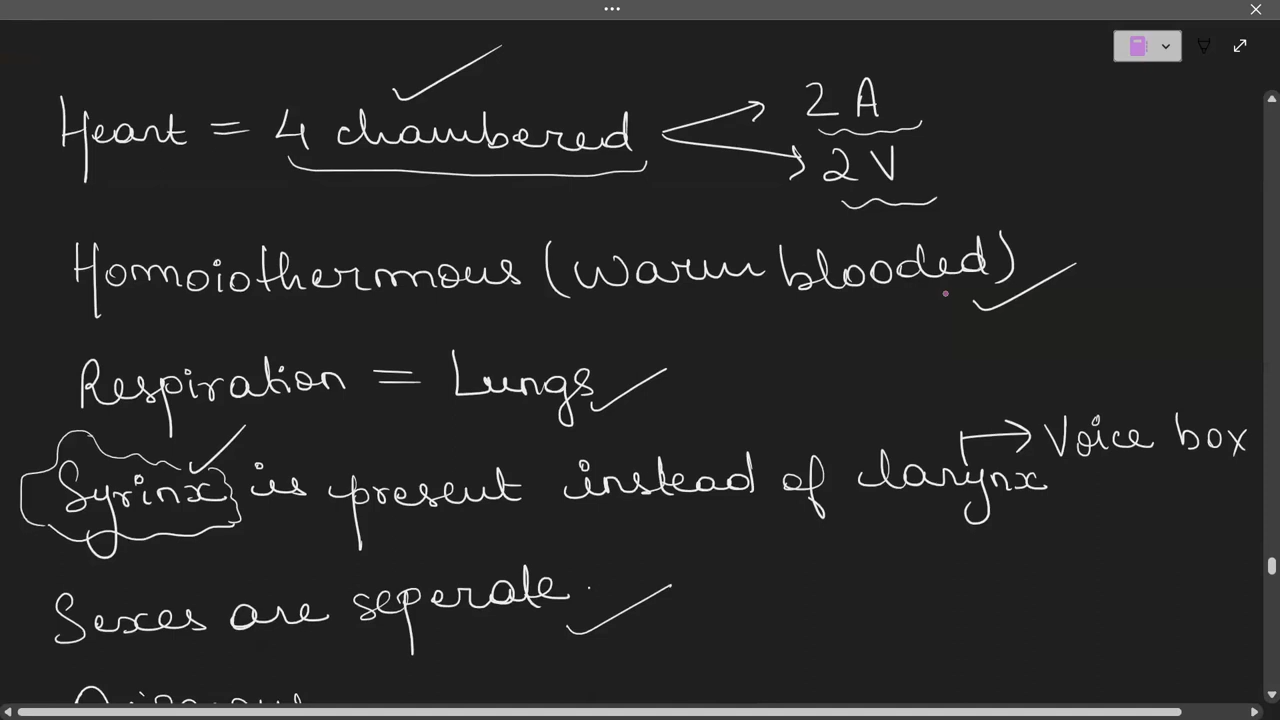 Heart = 4 chambered
2 A
2 V
Homoiothermous (warm blooded)
Respiration = Lungs
Syrinx is present instead of larynx
Voice box
Sexes are seperate.